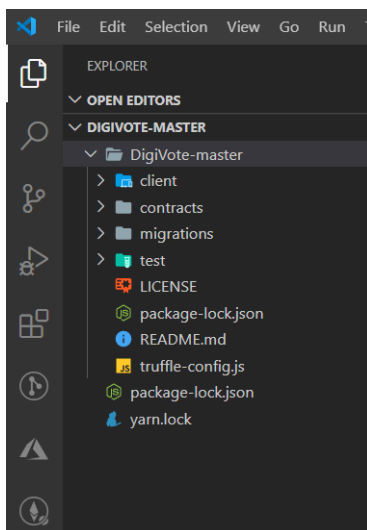 File Edit Selection View Go Run
EXPLORER
OPEN EDITORS
DIGIVOTE-MASTER
DigiVote-master
client
contracts
migrations
test
LICENSE
package-lock.json
README.md
JS truffle-config.js
package-lock.json
yarn.lock